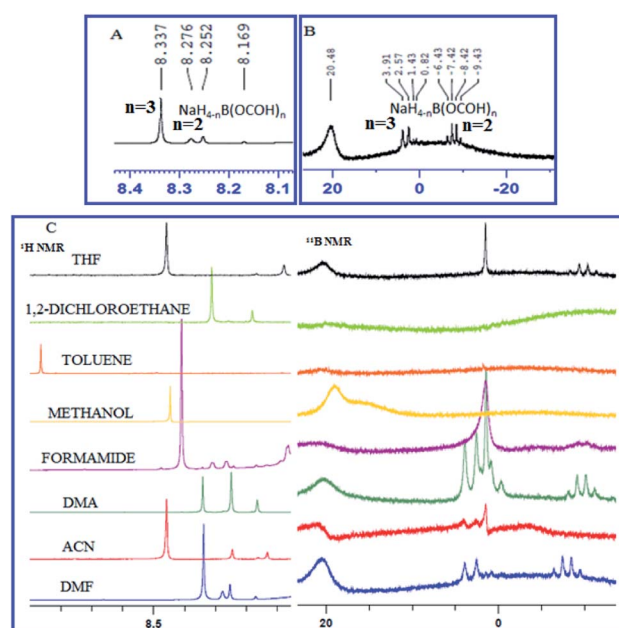 A
8.337
8.276
8.252
8.169
n=3
NaH4-nB(OCOH)n
n=2
8.4 8.3 8.2 8.1
B
20.48
3.91
2.57
1.43
0.82
-6.43
-7.42
-8.42
-9.43
NaH4-nB(OCOH)n
n=3
n=2
20 0 -20
C
¹H NMR
¹¹B NMR
THF
1,2-DICHLOROETHANE
TOLUENE
METHANOL
FORMAMIDE
DMA
ACN
DMF
8.5
20 0